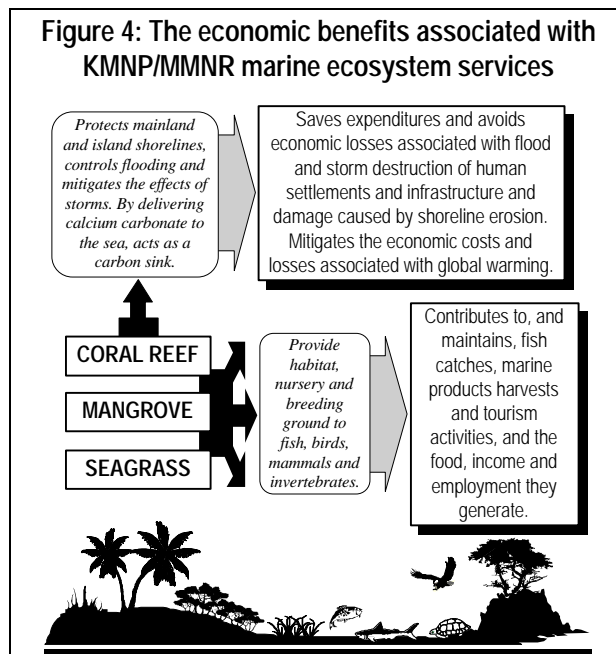 Figure 4: The economic benefits associated with
KMNP/MMNR marine ecosystem services
Protects mainland
and island shorelines,
controls flooding and
mitigates the effects of
storms. By delivering
calcium carbonate to
the sea, acts as a
carbon sink.
Saves expenditures and avoids
economic losses associated with flood
and storm destruction of human
settlements and infrastructure and
damage caused by shoreline erosion.
Mitigates the economic costs and
losses associated with global warming.
CORAL REEF
MANGROVE
SEAGRASS
Provide
habitat,
nursery and
breeding
ground to
fish, birds,
mammals and
invertebrates.
Contributes to, and
maintains, fish
catches, marine
products harvests
and tourism
activities, and the
food, income and
employment they
generate.